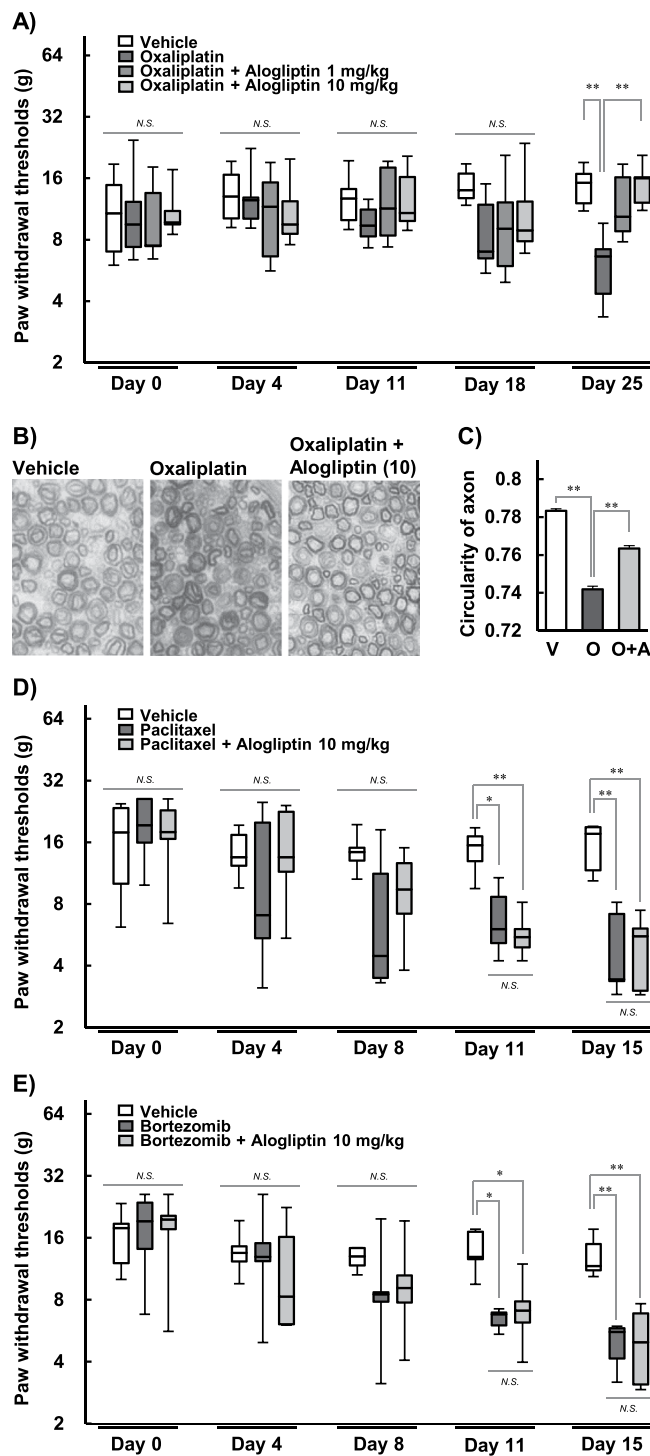 A)
Vehicle
Oxaliplatin
Oxaliplatin + Alogliptin 1 mg/kg
Oxaliplatin + Alogliptin 10 mg/kg
Paw withdrawal thresholds (g)
64
32
16
8
4
2
N.S.
N.S.
N.S.
N.S.
** **
Day 0 Day 4 Day 11 Day 18 Day 25
B)
Vehicle
Oxaliplatin
Oxaliplatin +
Alogliptin (10)
C)
Circularity of axon
0.8
0.78
0.76
0.74
0.72
**
**
V O O+A
D)
Vehicle
Paclitaxel
Paclitaxel + Alogliptin 10 mg/kg
Paw withdrawal thresholds (g)
64
32
16
8
4
2
N.S.
N.S.
N.S.
**
*
N.S.
**
**
N.S.
Day 0 Day 4 Day 8 Day 11 Day 15
E)
Vehicle
Bortezomib
Bortezomib + Alogliptin 10 mg/kg
Paw withdrawal thresholds (g)
64
32
16
8
4
2
N.S.
N.S.
N.S.
*
*
N.S.
**
**
N.S.
Day 0 Day 4 Day 8 Day 11 Day 15